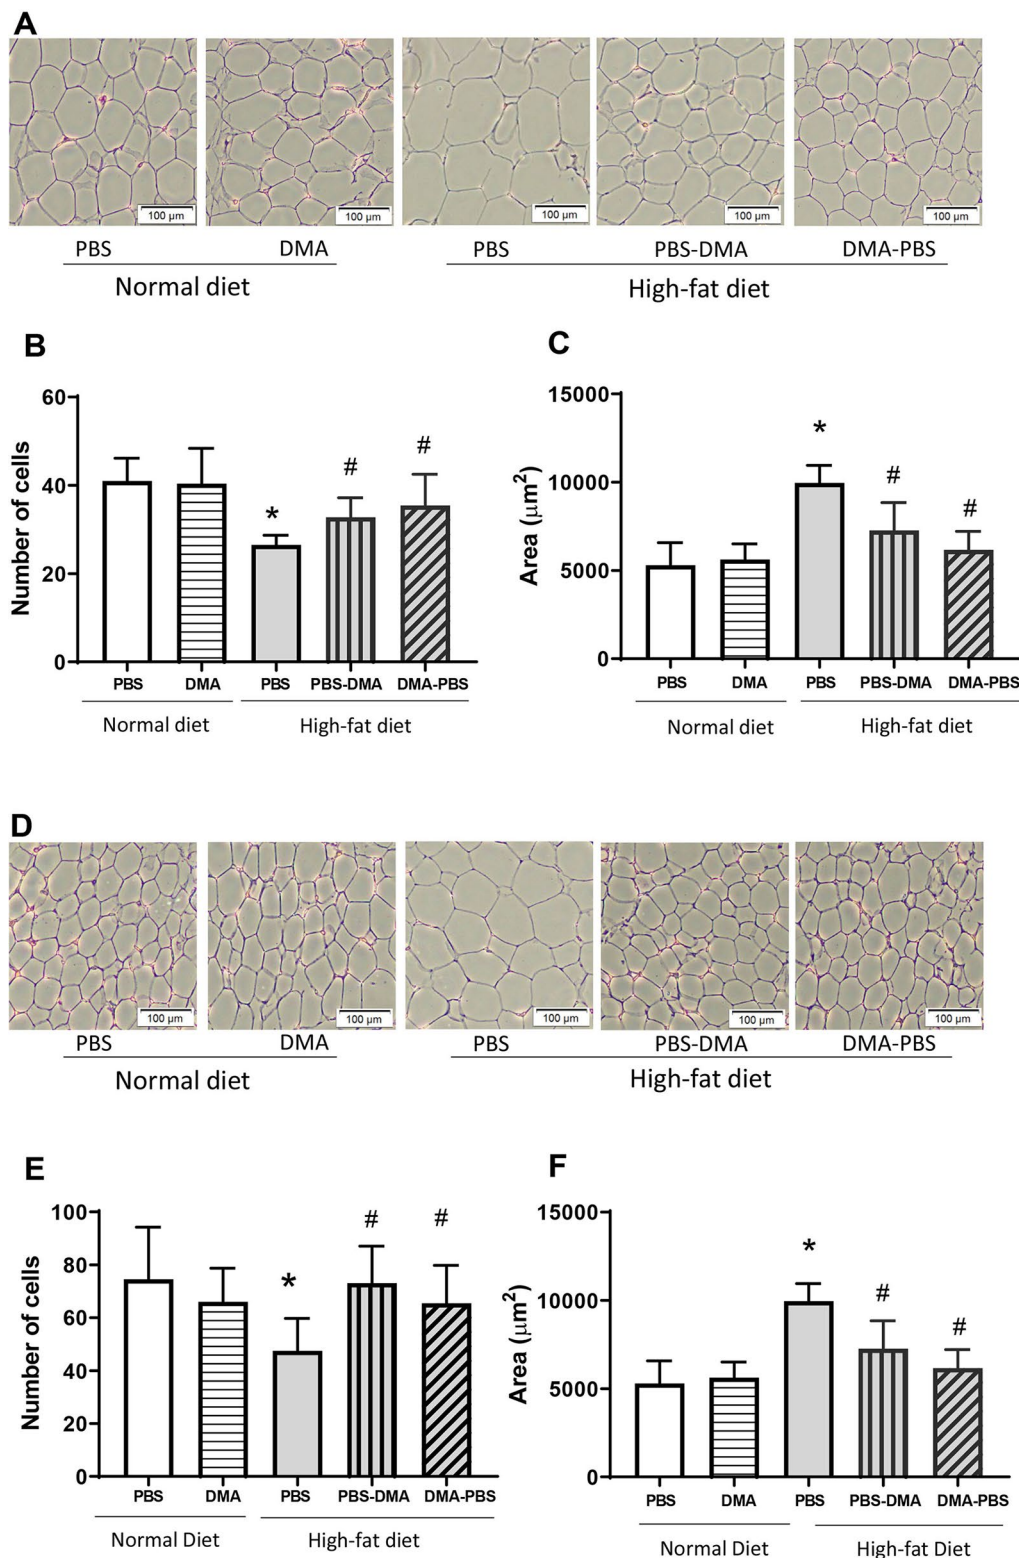 A
100 µm 100 µm 100 µm 100 µm 100 µm
PBS DMA PBS PBS-DMA DMA-PBS
Normal diet High-fat diet
B
Number of cells
60
40
20
0
* # #
PBS DMA PBS PBS-DMA DMA-PBS
Normal diet High-fat diet
C
Area (µm²)
15000
10000
5000
0
* # #
PBS DMA PBS PBS-DMA DMA-PBS
Normal diet High-fat diet
D
100 µm 100 µm 100 µm 100 µm 100 µm
PBS DMA PBS PBS-DMA DMA-PBS
Normal diet High-fat diet
E
Number of cells
100
80
60
40
20
0
* # #
PBS DMA PBS PBS-DMA DMA-PBS
Normal Diet High-fat diet
F
Area (µm²)
15000
10000
5000
0
* # #
PBS DMA PBS PBS-DMA DMA-PBS
Normal Diet High-fat Diet